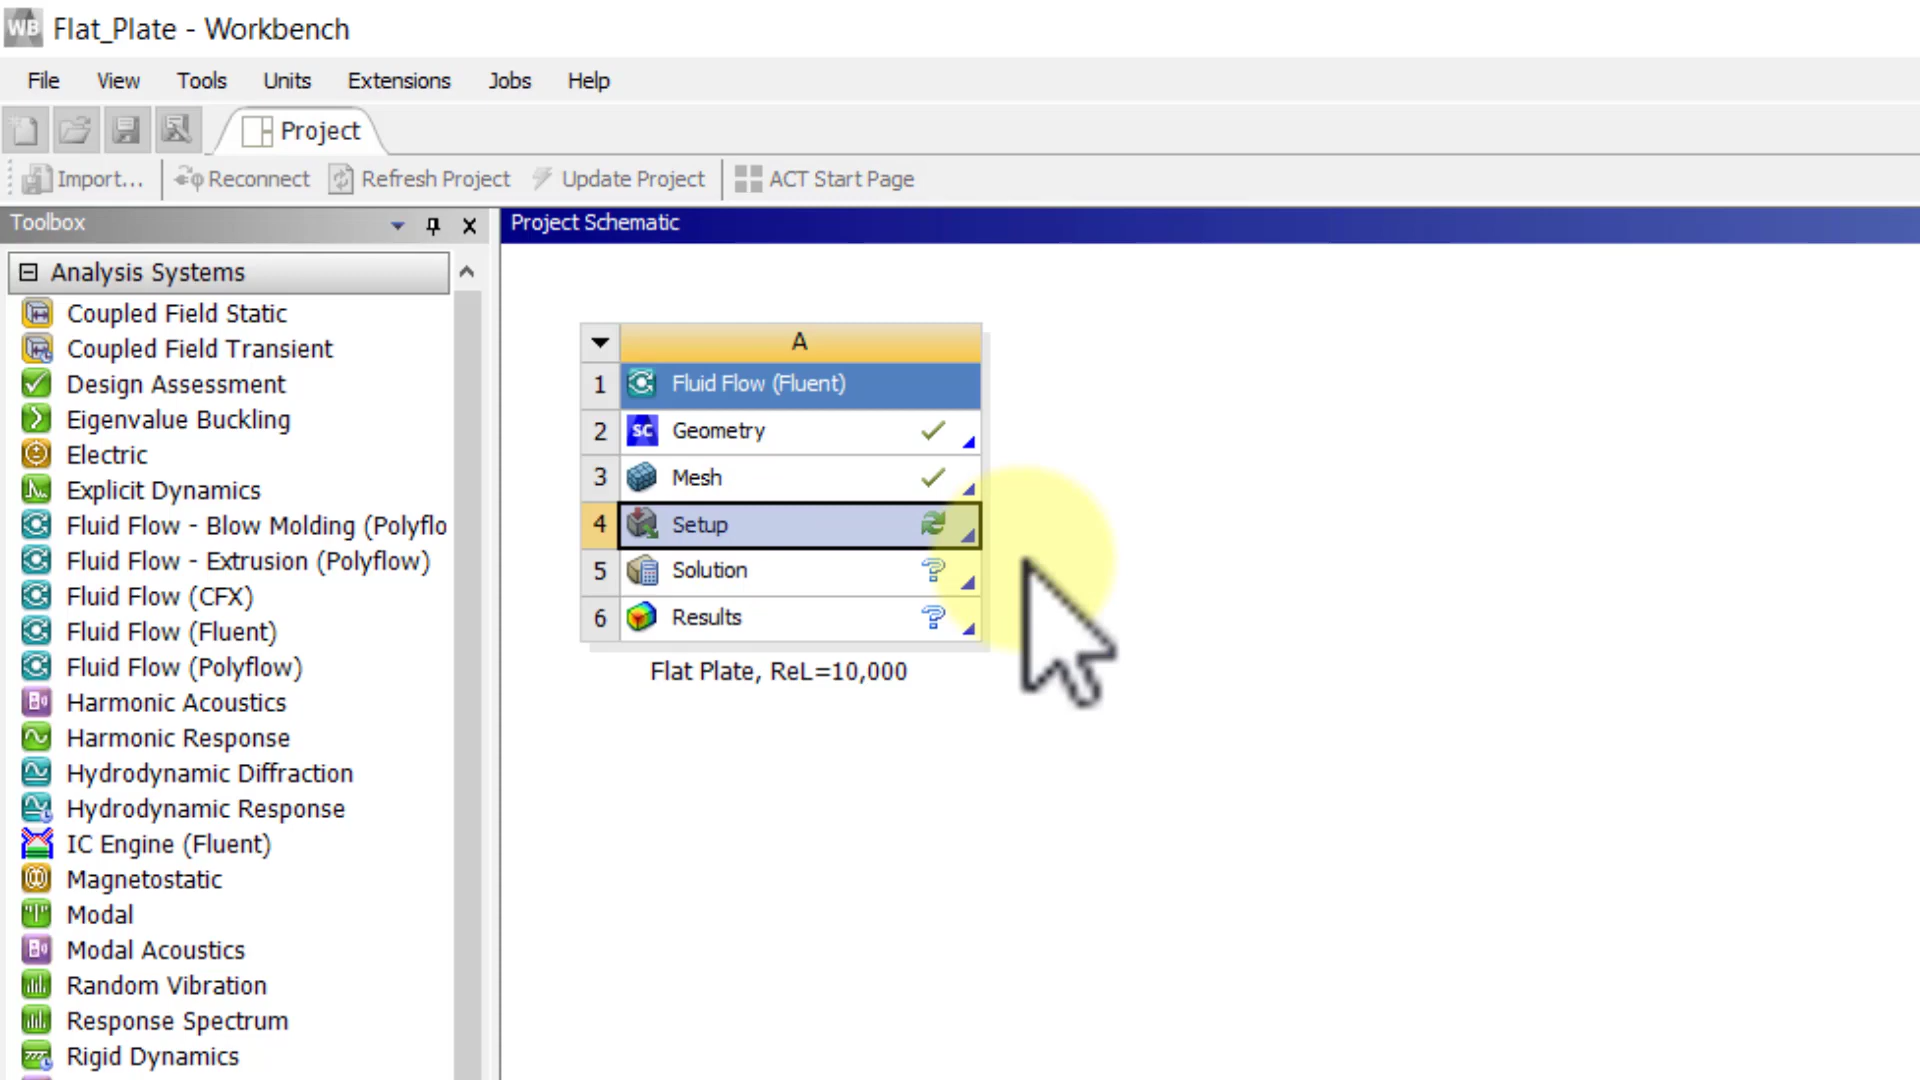 WB Flat_Plate - Workbench
File View Tools Units Extensions Jobs Help
Project
Import... Reconnect Refresh Project Update Project ACT Start Page
Toolbox
Project Schematic
Analysis Systems
Coupled Field Static
Coupled Field Transient
Design Assessment
Eigenvalue Buckling
Electric
Explicit Dynamics
Fluid Flow - Blow Molding (Polyflo
Fluid Flow - Extrusion (Polyflow)
Fluid Flow (CFX)
Fluid Flow (Fluent)
Fluid Flow (Polyflow)
Harmonic Acoustics
Harmonic Response
Hydrodynamic Diffraction
Hydrodynamic Response
IC Engine (Fluent)
Magnetostatic
Modal
Modal Acoustics
Random Vibration
Response Spectrum
Rigid Dynamics
A
1 Fluid Flow (Fluent)
2 SC Geometry
3 Mesh
4 Setup
5 Solution ?
6 Results ?
Flat Plate, ReL=10,000